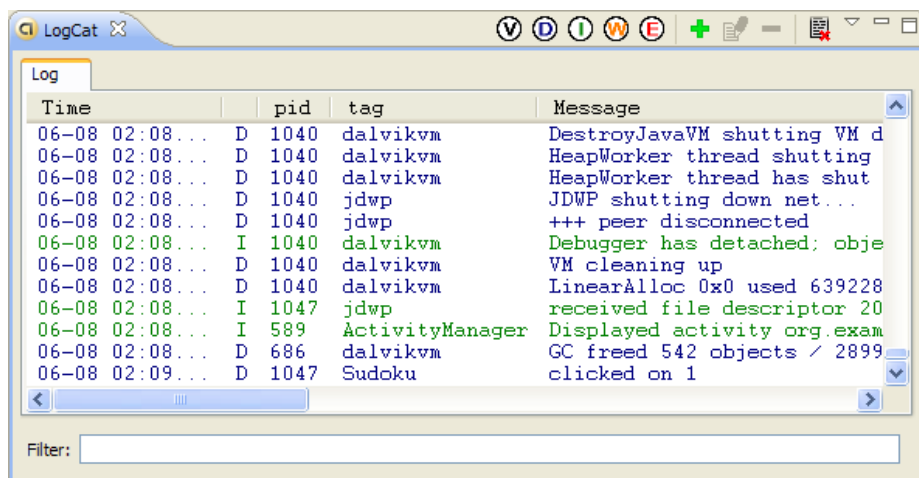 LogCat
V D I W E
Log
Time pid tag Message
06-08 02:08... D 1040 dalvikvm DestroyJavaVM shutting VM d
06-08 02:08... D 1040 dalvikvm HeapWorker thread shutting
06-08 02:08... D 1040 dalvikvm HeapWorker thread has shut
06-08 02:08... D 1040 jdwp JDWP shutting down net...
06-08 02:08... D 1040 jdwp +++ peer disconnected
06-08 02:08... I 1040 dalvikvm Debugger has detached; obje
06-08 02:08... D 1040 dalvikvm VM cleaning up
06-08 02:08... D 1040 dalvikvm LinearAlloc 0x0 used 639228
06-08 02:08... I 1047 jdwp received file descriptor 20
06-08 02:08... I 589 ActivityManager Displayed activity org.exam
06-08 02:08... D 686 dalvikvm GC freed 542 objects / 2899
06-08 02:09... D 1047 Sudoku clicked on 1
Filter: